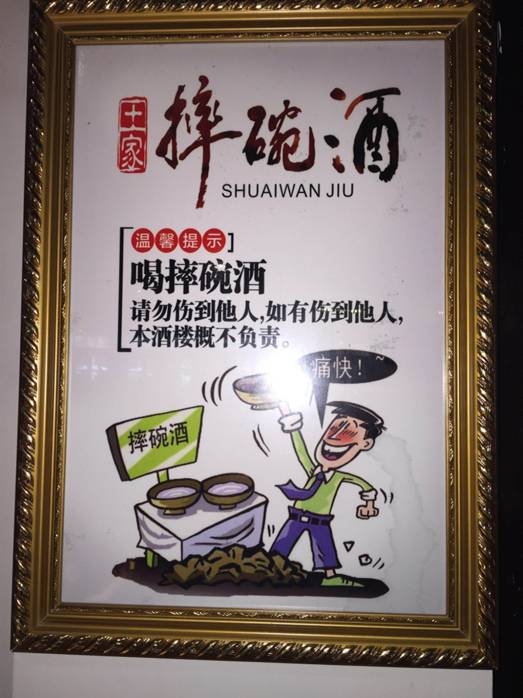 土家
摔碗酒
SHUAIWAN JIU
温馨提示
喝摔碗酒
请勿伤到他人,如有伤到他人,
本酒楼概不负责。
痛快！~
摔碗酒